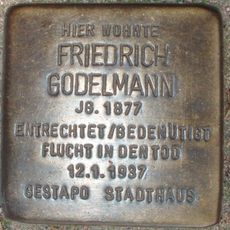 HIER WOHNTE
FRIEDRICH
GODELMANN
JG. 1877
ENTRECHTET/GEDEMÜTIGT
FLUCHT IN DEN TOD
12.1.1937
GESTAPO STADTHAUS